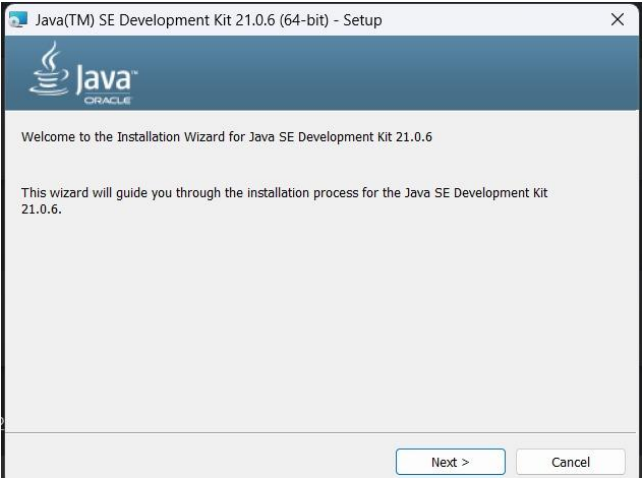 Java(TM) SE Development Kit 21.0.6 (64-bit) - Setup
Java™
ORACLE
Welcome to the Installation Wizard for Java SE Development Kit 21.0.6
This wizard will guide you through the installation process for the Java SE Development Kit
21.0.6.
Next >
Cancel